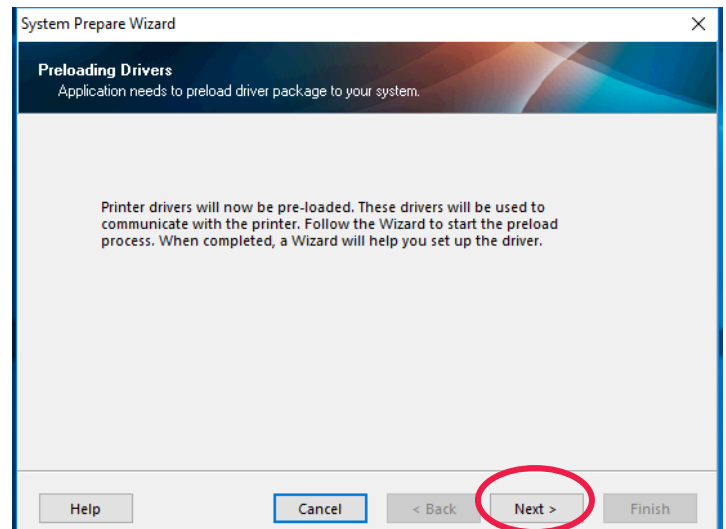 System Prepare Wizard
Preloading Drivers
Application needs to preload driver package to your system.
Printer drivers will now be pre-loaded. These drivers will be used to
communicate with the printer. Follow the Wizard to start the preload
process. When completed, a Wizard will help you set up the driver.
Help Cancel < Back Next > Finish